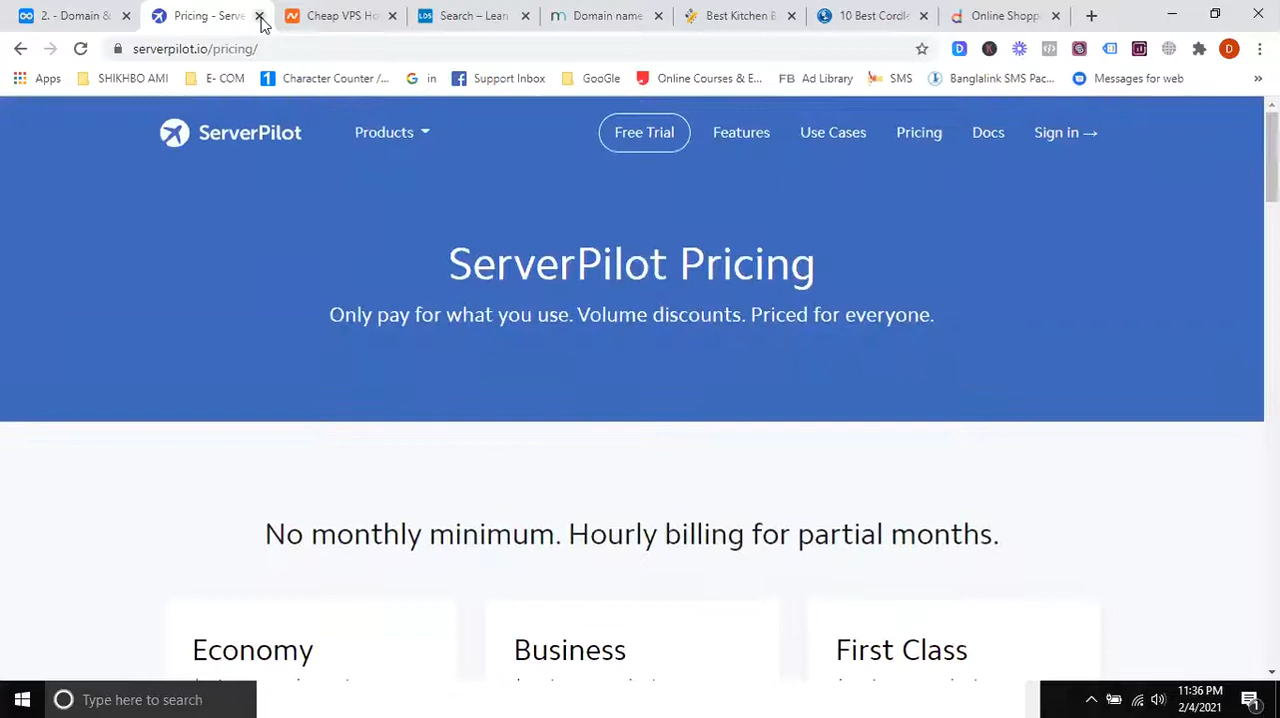 2. - Domain &
Pricing - Serve
Cheap VPS Ho
Search – Lean
Domain name
Best Kitchen B
10 Best Cordl
Online Shopp
serverpilot.io/pricing/
D
D
Apps
SHIKHBO AMI
E- COM
1
Character Counter /...
in
Support Inbox
GooGle
Online Courses & E...
FB Ad Library
SMS
Banglalink SMS Pac...
Messages for web
»
ServerPilot
Products
Free Trial
Features
Use Cases
Pricing
Docs
Sign in →
ServerPilot Pricing
Only pay for what you use. Volume discounts. Priced for everyone.
No monthly minimum. Hourly billing for partial months.
Economy
Business
First Class
Type here to search
11:36 PM
2/4/2021
1